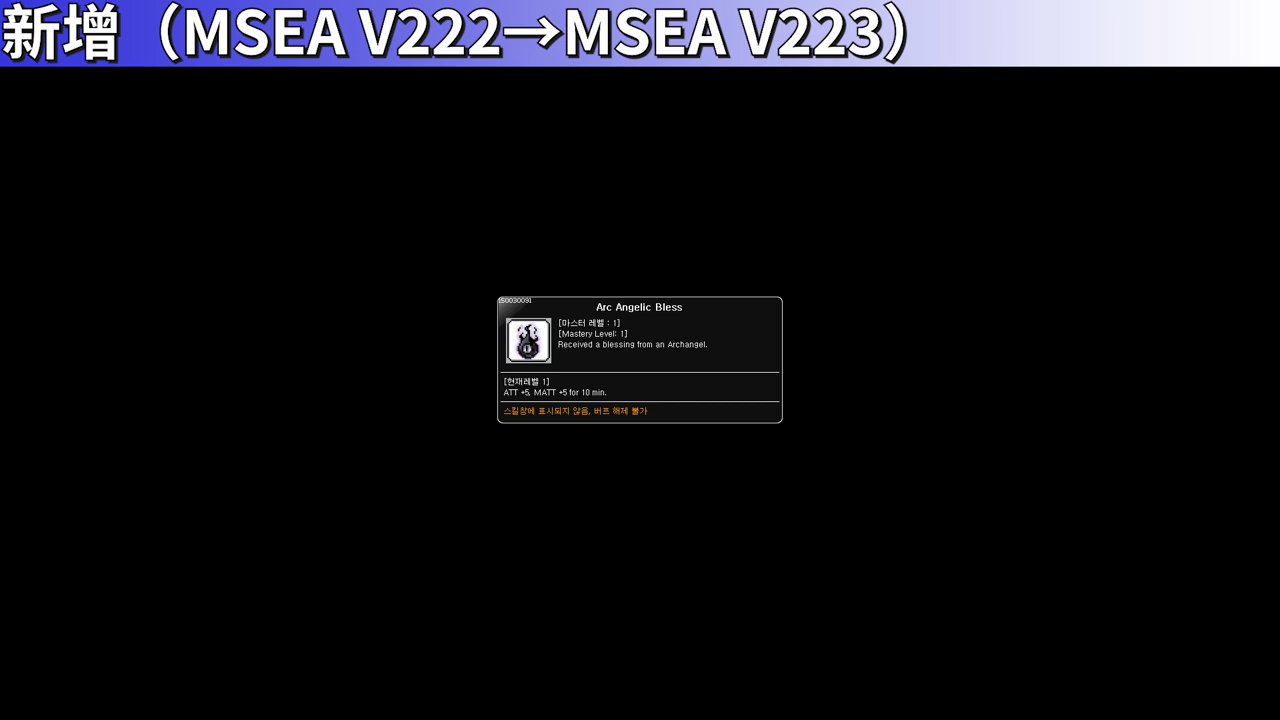 新增（MSEA V222→MSEA V223）
150030091
Arc Angelic Bless
[마스터 레벨 : 1]
[Mastery Level: 1]
Received a blessing from an Archangel.
[현재레벨 1]
ATT +5, MATT +5 for 10 min.
스킬창에 표시되지 않음, 버프 해제 불가